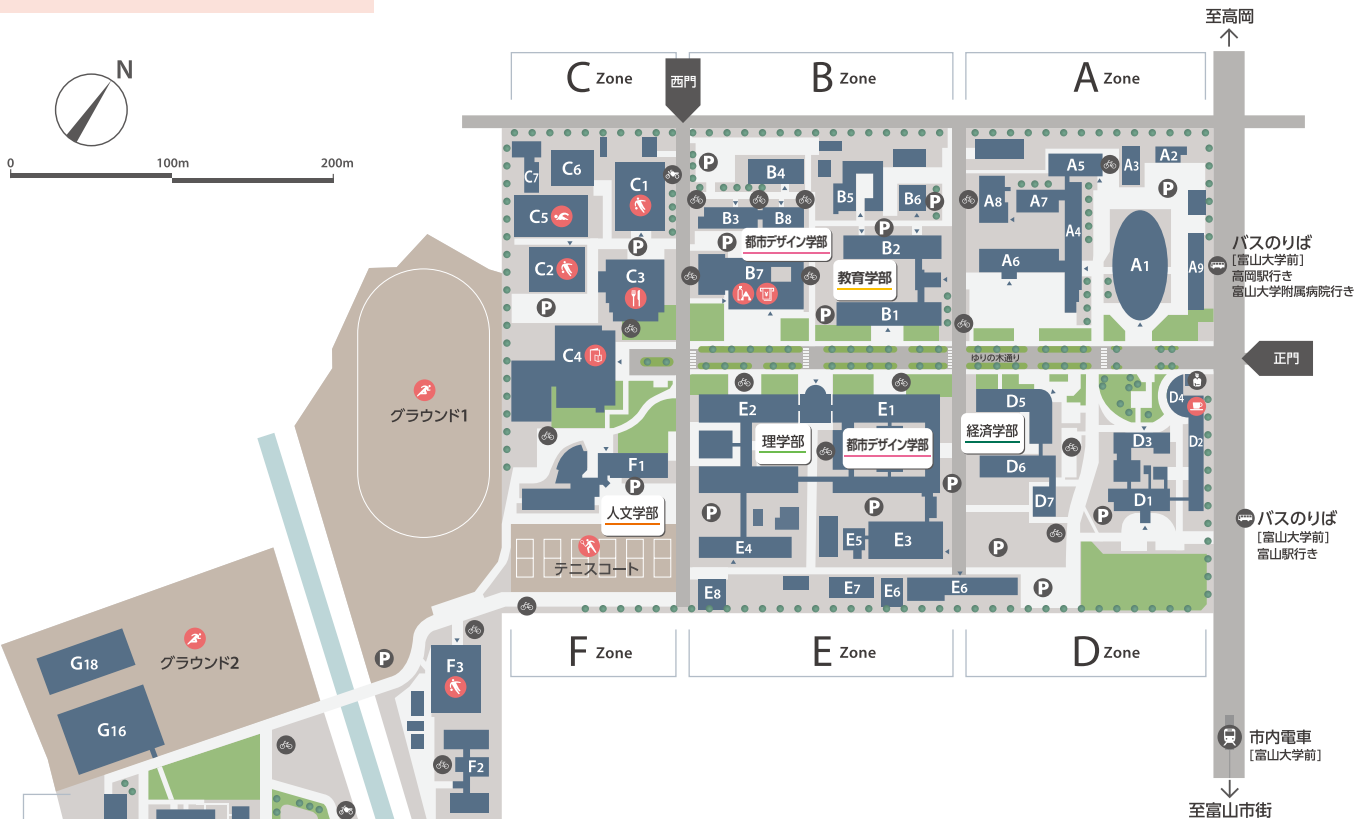 至高岡
N
0 100m 200m
C Zone
西門
B Zone
A Zone
C7
C6
C1
C5
C2
C3
C4
P
B4
B3
B8
B5
B6
P
P
P
都市デザイン学部
B7
教育学部
B2
B1
P
P
P
A5
A3
A2
P
A8
A7
A4
A6
A1
A9
バスのりば
[富山大学前]
高岡駅行き
富山大学附属病院行き
ゆりの木通り
正門
グラウンド1
E2
E1
理学部
都市デザイン学部
D5
経済学部
D6
D7
D4
D3
D2
D1
F1
P
人文学部
テニスコート
P
P
P
E4
E5
E3
E8
E7
E6
E6
P
P
P
バスのりば
[富山大学前]
富山駅行き
F Zone
E Zone
D Zone
グラウンド2
G18
G16
P
F3
F2
市内電車
[富山大学前]
至富山市街